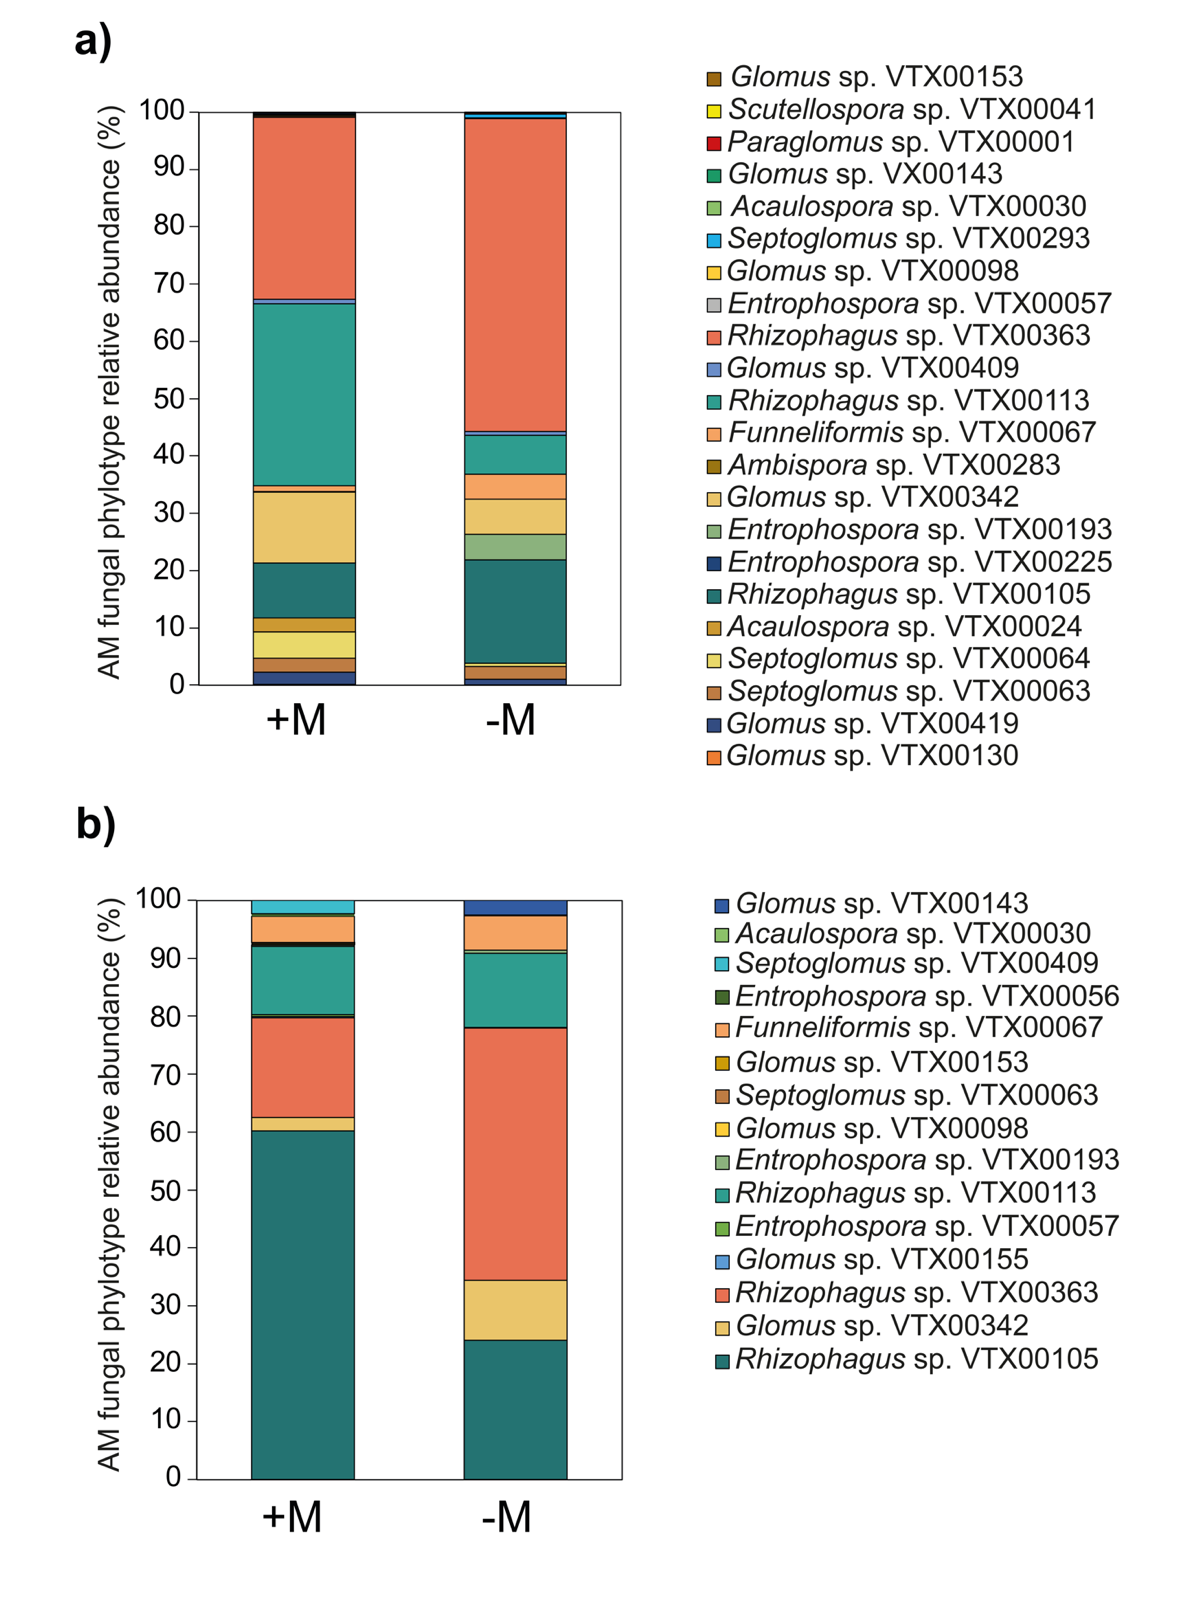 a)
AM fungal phylotype relative abundance (%)
100
90
80
70
60
50
40
30
20
10
0
+M
-M
Glomus sp. VTX00153
Scutellospora sp. VTX00041
Paraglomus sp. VTX00001
Glomus sp. VX00143
Acaulospora sp. VTX00030
Septoglomus sp. VTX00293
Glomus sp. VTX00098
Entrophospora sp. VTX00057
Rhizophagus sp. VTX00363
Glomus sp. VTX00409
Rhizophagus sp. VTX00113
Funneliformis sp. VTX00067
Ambispora sp. VTX00283
Glomus sp. VTX00342
Entrophospora sp. VTX00193
Entrophospora sp. VTX00225
Rhizophagus sp. VTX00105
Acaulospora sp. VTX00024
Septoglomus sp. VTX00064
Septoglomus sp. VTX00063
Glomus sp. VTX00419
Glomus sp. VTX00130
b)
AM fungal phylotype relative abundance (%)
100
90
80
70
60
50
40
30
20
10
0
+M
-M
Glomus sp. VTX00143
Acaulospora sp. VTX00030
Septoglomus sp. VTX00409
Entrophospora sp. VTX00056
Funneliformis sp. VTX00067
Glomus sp. VTX00153
Septoglomus sp. VTX00063
Glomus sp. VTX00098
Entrophospora sp. VTX00193
Rhizophagus sp. VTX00113
Entrophospora sp. VTX00057
Glomus sp. VTX00155
Rhizophagus sp. VTX00363
Glomus sp. VTX00342
Rhizophagus sp. VTX00105